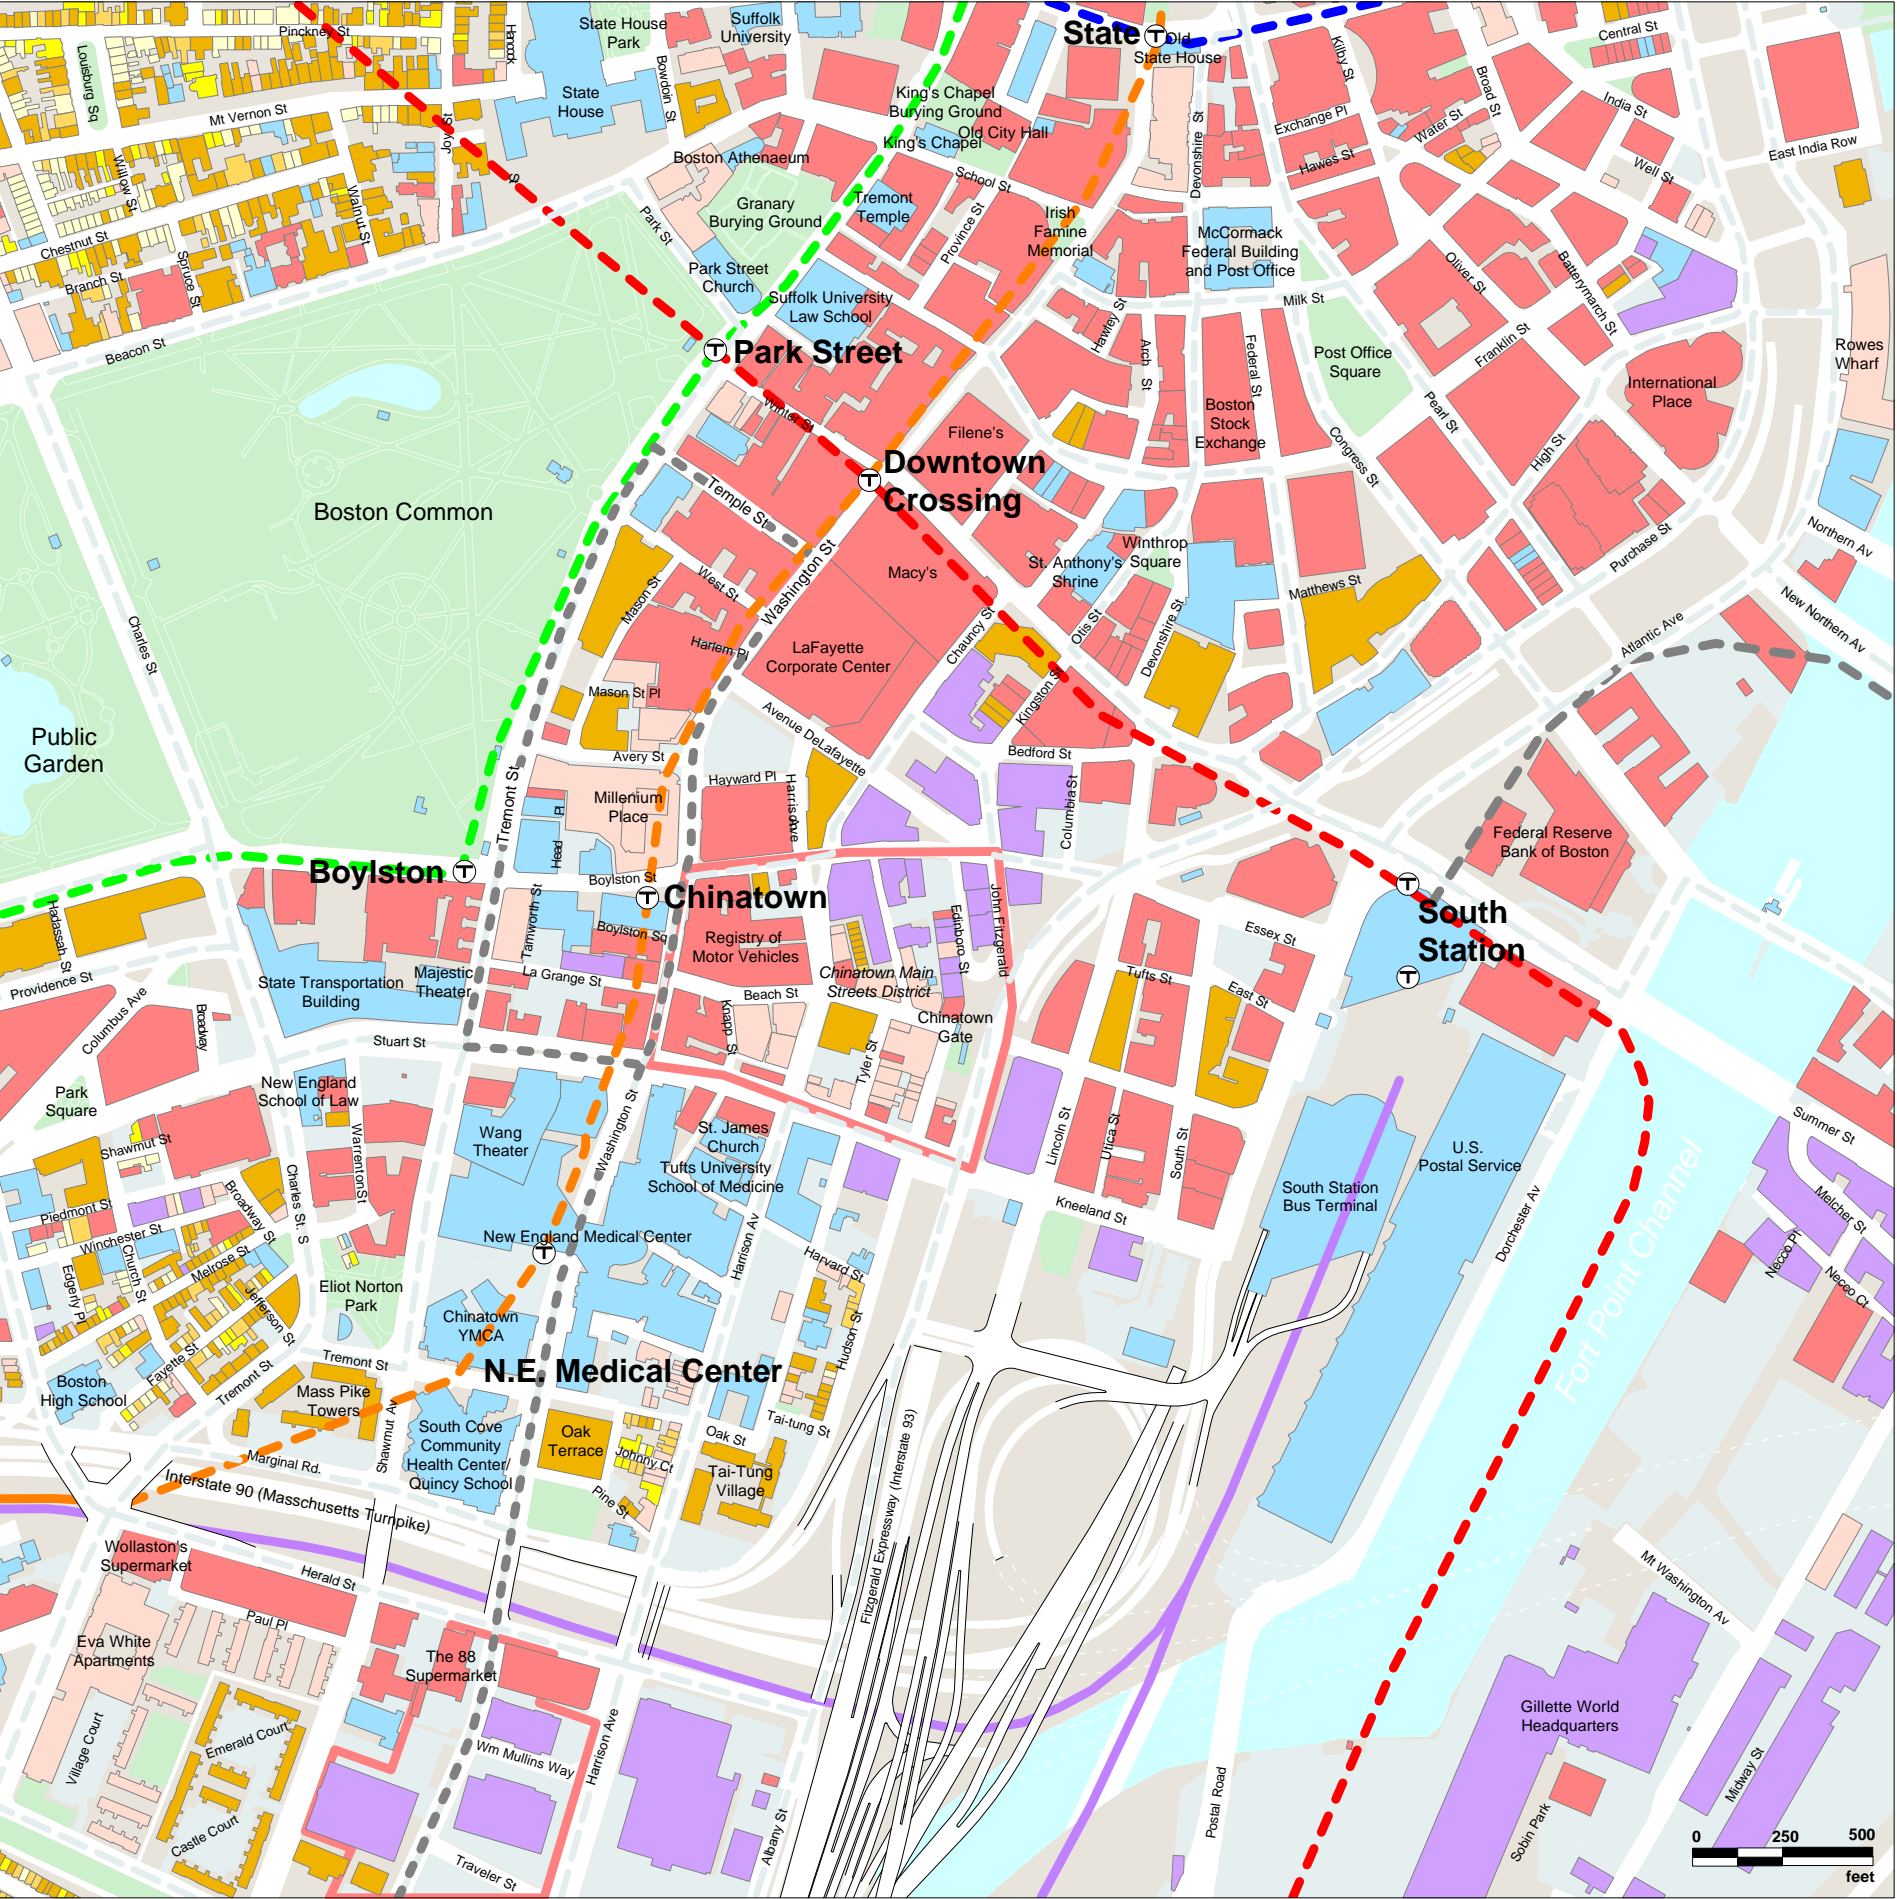 Pinckney St
Hancock
State House
Park
Suffolk
University
State
Old
State House
Central St
Louisburg Sq
Kilby St
Bowdoin St
Broad St
State
House
Mt Vernon St
King's Chapel
Burying Ground
India St
Joy St
Devonshire St
Exchange Pl
Water St
King's Chapel
Old City Hall
East India Row
Willow St
Boston Athenaeum
Hawes St
Well St
St
School St
Walnut St
Granary
Burying Ground
Tremont
Temple
Province St
Irish
Famine
Memorial
Park St
McCormack
Federal Building
and Post Office
Chestnut St
Branch St
Spruce St
Park Street
Church
Oliver St
Batterymarch St
Suffolk University
Law School
Milk St
Hawley St
Beacon St
Park Street
Arch St
Federal St
Post Office
Square
Franklin St
Rowes
Wharf
International
Place
Winter St
Boston
Stock
Exchange
Pearl St
Filene's
Downtown
Crossing
Congress St
High St
Boston Common
Temple St
Northern Av
Washington St
Winthrop
Square
Purchase St
Macy's
St. Anthony's
Shrine
West St
Matthews St
Mason St
New Northern Av
Charles St
Chauncy St
Otis St
Devonshire St
Atlantic Ave
Harlem Pl
LaFayette
Corporate Center
Mason St Pl
Kingston St
Public
Garden
Avenue DeLafayette
Avery St
Bedford St
Tremont St
Hayward Pl
Harrison Ave
Millenium
Place
Columbia St
Head Pl
Federal Reserve
Bank of Boston
Boylston
Boylston St
Chinatown
South
Station
Hadassah St
Tamworth St
Boylston Sq
Registry of
Motor Vehicles
Edinboro St
John Fitzgerald
Essex St
Providence St
State Transportation
Building
Majestic
Theater
La Grange St
Chinatown Main
Streets District
Tufts St
Beach St
East St
Columbus Ave
Broadway
Knapp St
Chinatown
Gate
Stuart St
Tyler St
Park
Square
New England
School of Law
Washington St
Lincoln St
Utica St
South St
Summer St
Shawmut St
Warrenton St
Wang
Theater
St. James
Church
Tufts University
School of Medicine
U.S.
Postal Service
Fort Point Channel
Broadway St
Charles St. S
South Station
Bus Terminal
Piedmont St
Kneeland St
Dorchester Av
Melcher St
Winchester St
Church St
New England Medical Center
Harrison Av
Harvard St
Necco Pl
Melrose St
Edgerly Pl
Necco Ct
Eliot Norton
Park
Jefferson St
Chinatown
YMCA
Hudson St
Fayette St
Tremont St
N.E. Medical Center
Boston
High School
Tremont St
Mass Pike
Towers
Shawmut Av
South Cove
Community
Health Center/
Quincy School
Oak
Terrace
Johnny Ct
Oak St
Tai-tung St
Marginal Rd.
Tai-Tung
Village
Interstate 90 (Masschusetts Turnpike)
Pine St
Fitzgerald Expressway (Interstate 93)
Wollaston's
Supermarket
Herald St
Mt Washington Av
Paul Pl
Eva White
Apartments
The 88
Supermarket
Gillette World
Headquarters
Village Court
Emerald Court
Wm Mullins Way
Harrison Ave
Midway St
Castle Court
Postal Road
Sobin Park
Albany St
Traveler St
0 250 500
feet